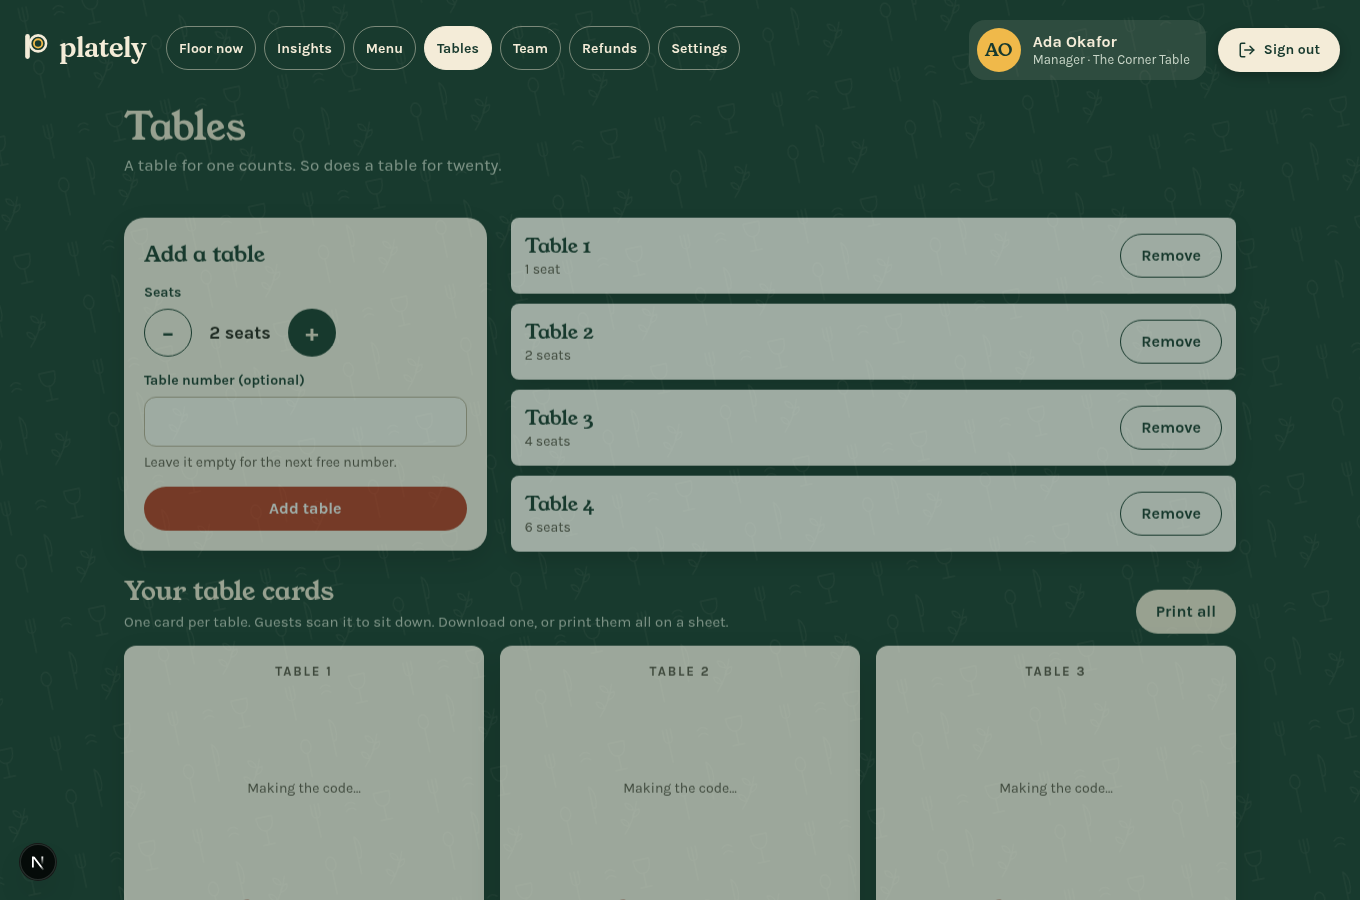 plately
Floor now
Insights
Menu
Tables
Team
Refunds
Settings
AO
Ada Okafor
Manager · The Corner Table
Sign out
Tables
A table for one counts. So does a table for twenty.
Add a table
Seats
- 2 seats +
Table number (optional)
Leave it empty for the next free number.
Add table
Table 1
1 seat
Remove
Table 2
2 seats
Remove
Table 3
4 seats
Remove
Table 4
6 seats
Remove
Your table cards
One card per table. Guests scan it to sit down. Download one, or print them all on a sheet.
Print all
TABLE 1
Making the code...
TABLE 2
Making the code...
TABLE 3
Making the code...
N